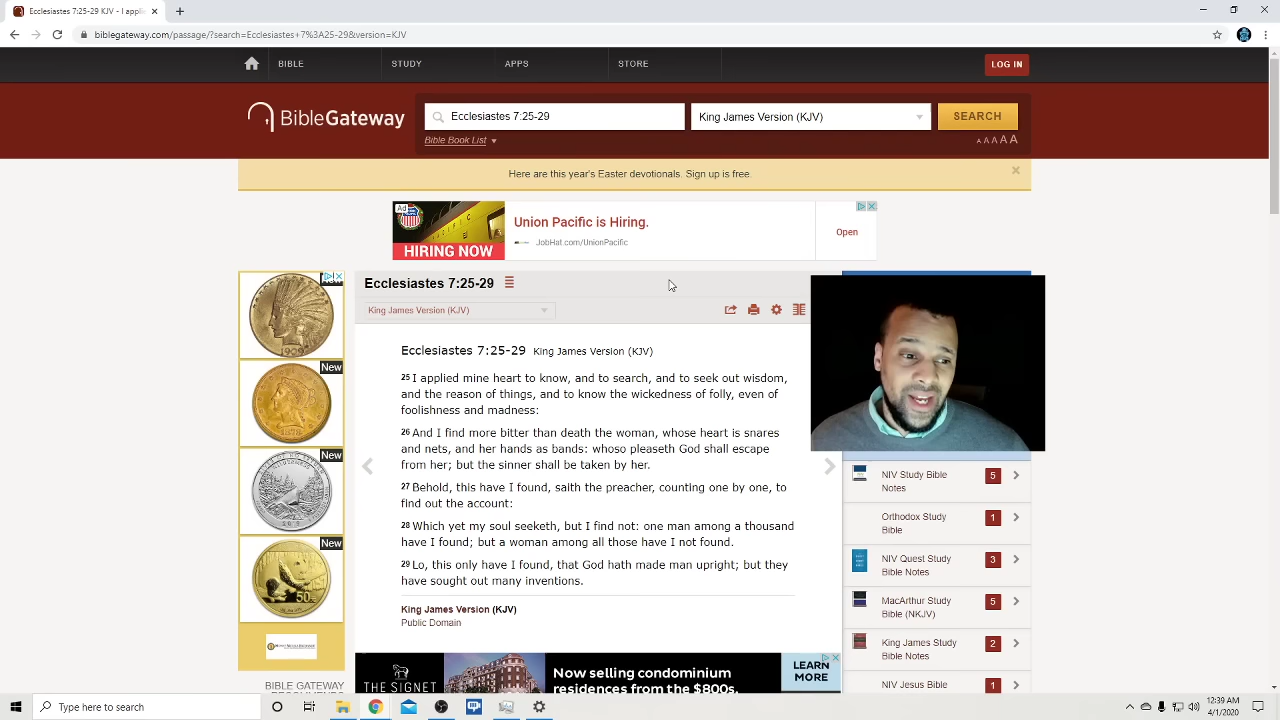 Ecclesiastes 7:25-29 KJV - I applie
biblegateway.com/passage/?search=Ecclesiastes+7%3A25-29&version=KJV
BIBLE
STUDY
APPS
STORE
LOG IN
BibleGateway
Ecclesiastes 7:25-29
King James Version (KJV)
SEARCH
Bible Book List
A A A A A
Here are this year's Easter devotionals. Sign up is free.
Ad
HIRING NOW
Union Pacific is Hiring.
JobHat.com/UnionPacific
Open
New
New
New
Ecclesiastes 7:25-29
King James Version (KJV)
Ecclesiastes 7:25-29 King James Version (KJV)
25 I applied mine heart to know, and to search, and to seek out wisdom,
and the reason of things, and to know the wickedness of folly, even of
foolishness and madness:
26 And I find more bitter than death the woman, whose heart is snares
and nets, and her hands as bands: whoso pleaseth God shall escape
from her; but the sinner shall be taken by her.
27 Behold, this have I found, saith the preacher, counting one by one, to
find out the account:
28 Which yet my soul seeketh, but I find not: one man among a thousand
have I found; but a woman among all those have I not found.
29 Lo, this only have I found, that God hath made man upright; but they
have sought out many inventions.
King James Version (KJV)
Public Domain
NIV Study Bible
Notes
5
Orthodox Study
Bible
1
NIV Quest Study
Bible Notes
3
MacArthur Study
Bible (NKJV)
5
King James Study
Bible Notes
2
NIV Jesus Bible
1
THE SIGNET
Now selling condominium
residences from the $800s.
LEARN
MORE
BIBLE GATEWAY
Type here to search
12:39 AM
4/1/2020